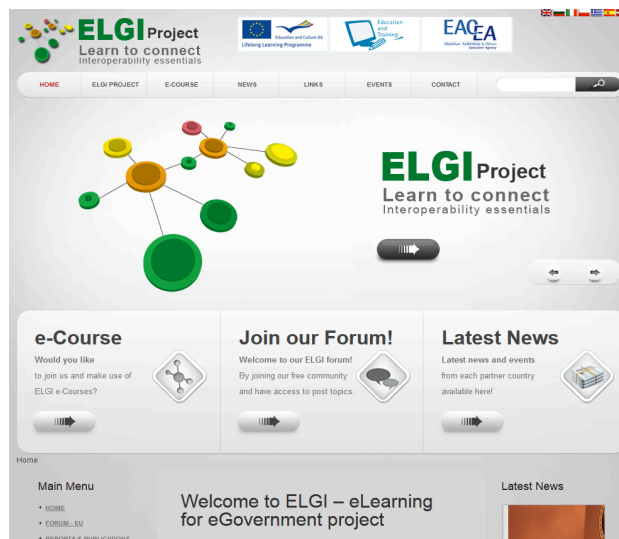 ELGI Project
Learn to connect
Interoperability essentials
Education and Culture DG
Lifelong Learning Programme
Education
and
Training
EACEA
HOME ELGI PROJECT E-COURSE NEWS LINKS EVENTS CONTACT
ELGI Project
Learn to connect
Interoperability essentials
e-Course
Would you like
to join us and make use of
ELGI e-Courses?
Join our Forum!
Welcome to our ELGI forum!
By joining our free community
and have access to post topics.
Latest News
Latest news and events
from each partner country
available here!
Home
Main Menu
HOME
FORUM - EU
REPORTS & PUBLICATIONS
Welcome to ELGI – eLearning
for eGovernment project
Latest News